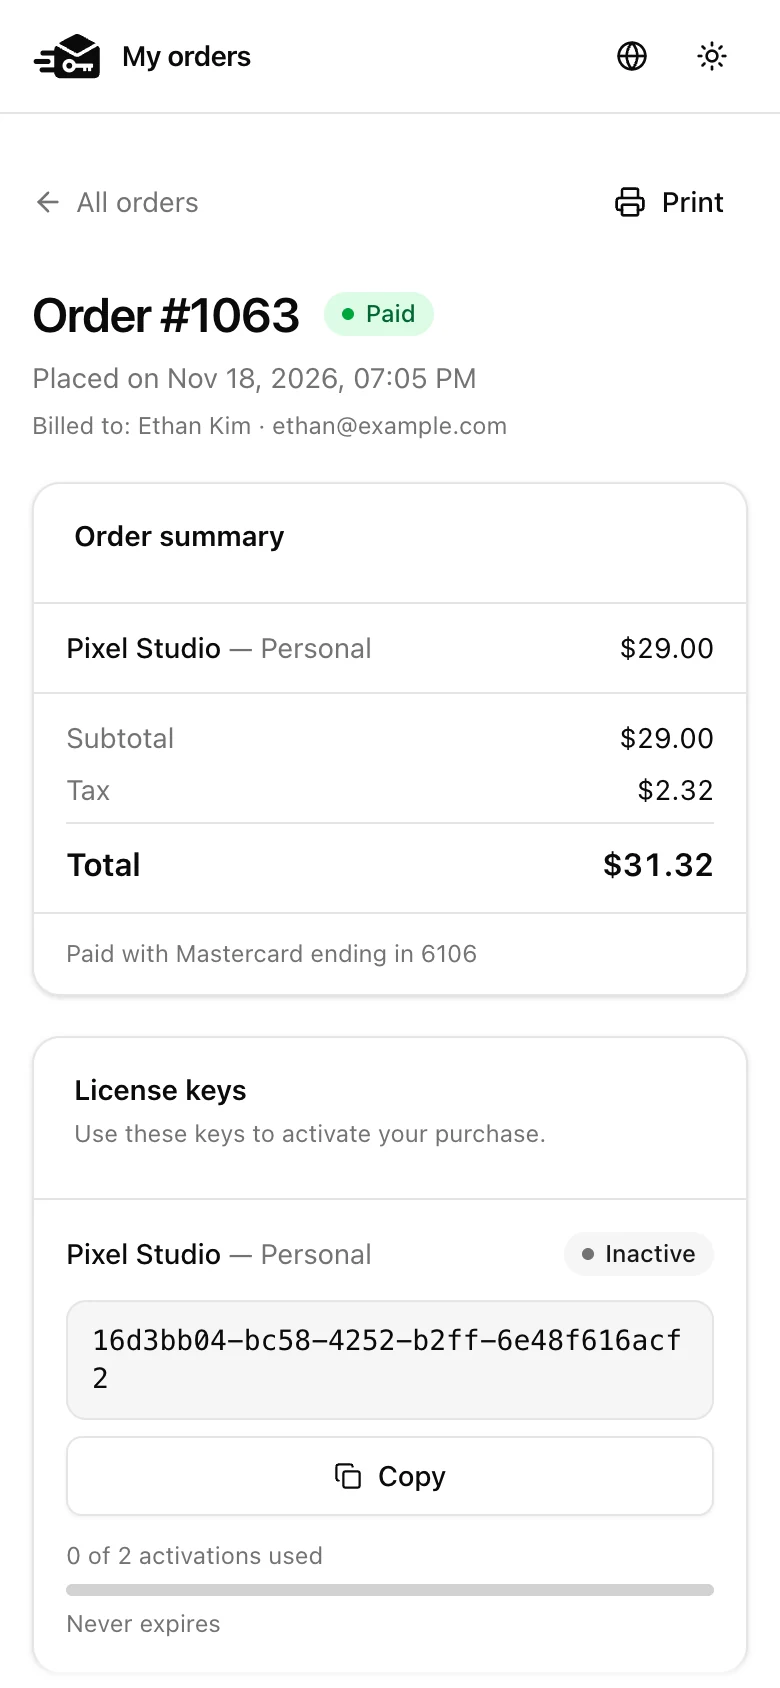 My orders
All orders
Print
Order #1063
Paid
Placed on Nov 18, 2026, 07:05 PM
Billed to: Ethan Kim · ethan@example.com
Order summary
Pixel Studio — Personal $29.00
Subtotal $29.00
Tax $2.32
Total $31.32
Paid with Mastercard ending in 6106
License keys
Use these keys to activate your purchase.
Pixel Studio — Personal
Inactive
16d3bb04-bc58-4252-b2ff-6e48f616acf
2
Copy
0 of 2 activations used
Never expires